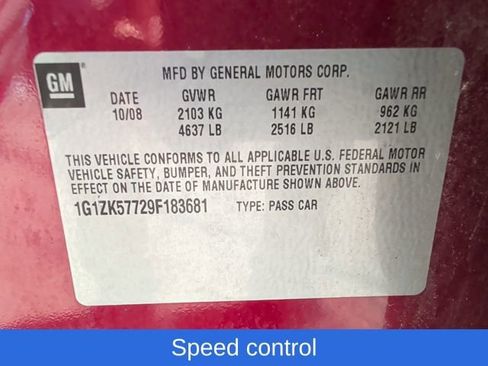 GM
MFD BY GENERAL MOTORS CORP.
DATE GVWR GAWR FRT GAWR RR
10/08 2103 KG 1141 KG 962 KG
4637 LB 2516 LB 2121 LB
THIS VEHICLE CONFORMS TO ALL APPLICABLE U.S. FEDERAL MOTOR
VEHICLE SAFETY, BUMPER, AND THEFT PREVENTION STANDARDS IN
EFFECT ON THE DATE OF MANUFACTURE SHOWN ABOVE.
1G1ZK57729F183681 TYPE: PASS CAR
Speed control